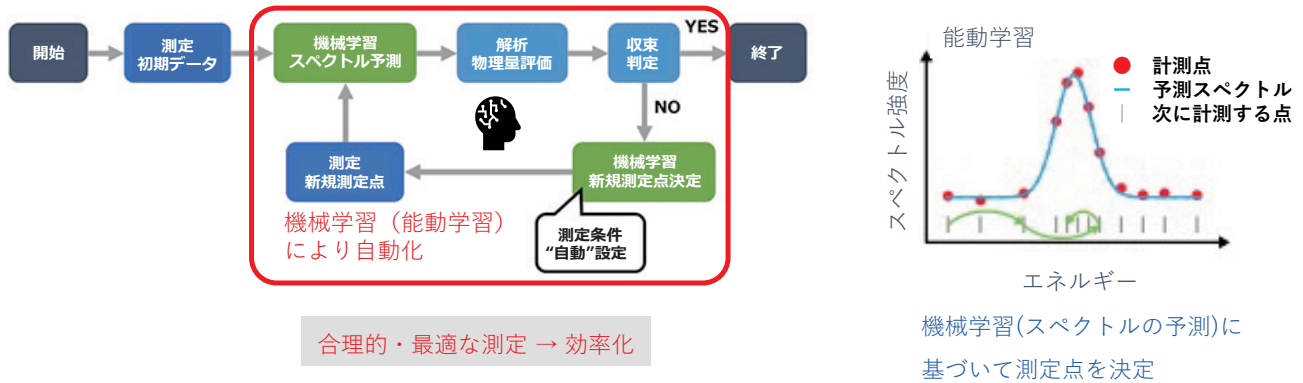 開始
測定
初期データ
機械学習
スペクトル予測
解析
物理量評価
収束
判定
YES
終了
NO
測定
新規測定点
機械学習
新規測定点決定
機械学習（能動学習）
により自動化
測定条件
“自動”設定
合理的・最適な測定 → 効率化
能動学習
計測点
予測スペクトル
次に計測する点
スペクトル強度
エネルギー
機械学習(スペクトルの予測)に
基づいて測定点を決定